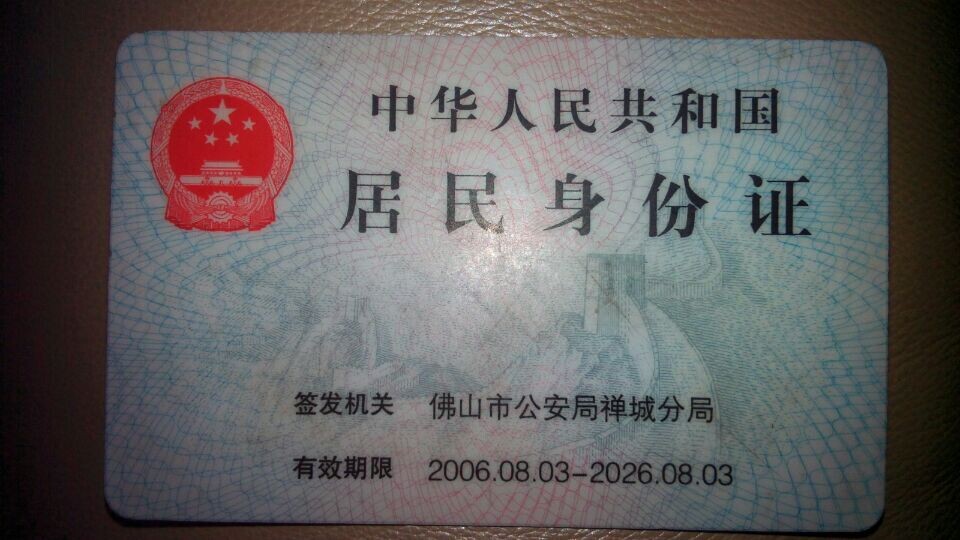 中华人民共和国
居民身份证
签发机关 佛山市公安局禅城分局
有效期限 2006.08.03-2026.08.03